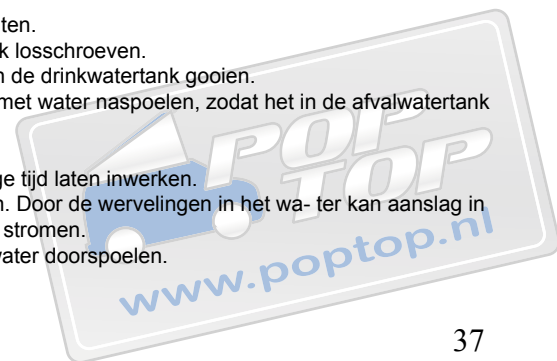 ten.
k losschroeven.
n de drinkwatertank gooien.
met water naspoelen, zodat het in de afvalwatertank
ge tijd laten inwerken.
n. Door de wervelingen in het wa- ter kan aanslag in
stromen.
water doorspoelen.
POP
TOP
www.poptop.nl
37